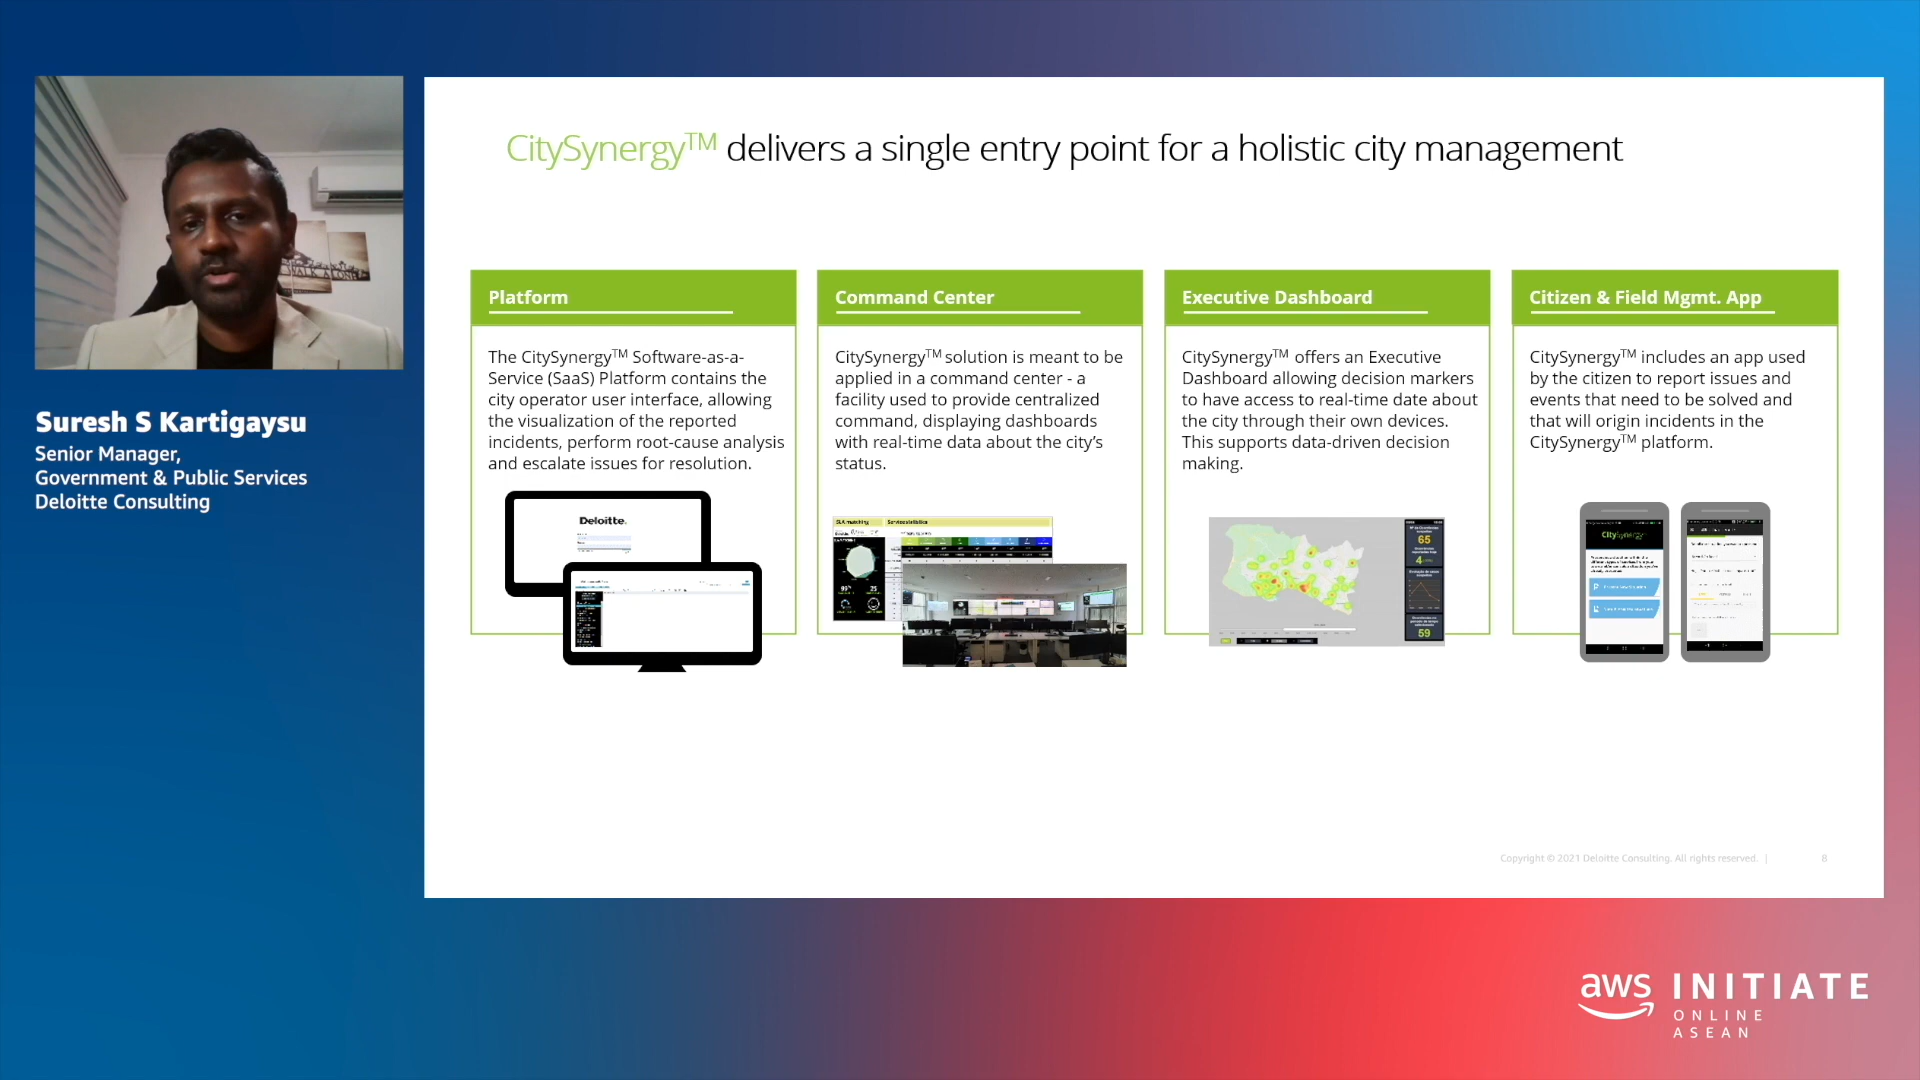 CitySynergy™ delivers a single entry point for a holistic city management
Suresh S Kartigaysu
Senior Manager,
Government & Public Services
Deloitte Consulting
Platform
The CitySynergy™ Software-as-a-
Service (SaaS) Platform contains the
city operator user interface, allowing
the visualization of the reported
incidents, perform root-cause analysis
and escalate issues for resolution.
Deloitte.
Command Center
CitySynergy™ solution is meant to be
applied in a command center - a
facility used to provide centralized
command, displaying dashboards
with real-time data about the city's
status.
SLA matching
Service statistics
Executive Dashboard
CitySynergy™ offers an Executive
Dashboard allowing decision markers
to have access to real-time date about
the city through their own devices.
This supports data-driven decision
making.
65
4
59
Citizen & Field Mgmt. App
CitySynergy™ includes an app used
by the citizen to report issues and
events that need to be solved and
that will origin incidents in the
CitySynergy™ platform.
CitySynergy
WALK ALONE
Copyright © 2021 Deloitte Consulting. All rights reserved. |
8
aws INITIATE
ONLINE
ASEAN